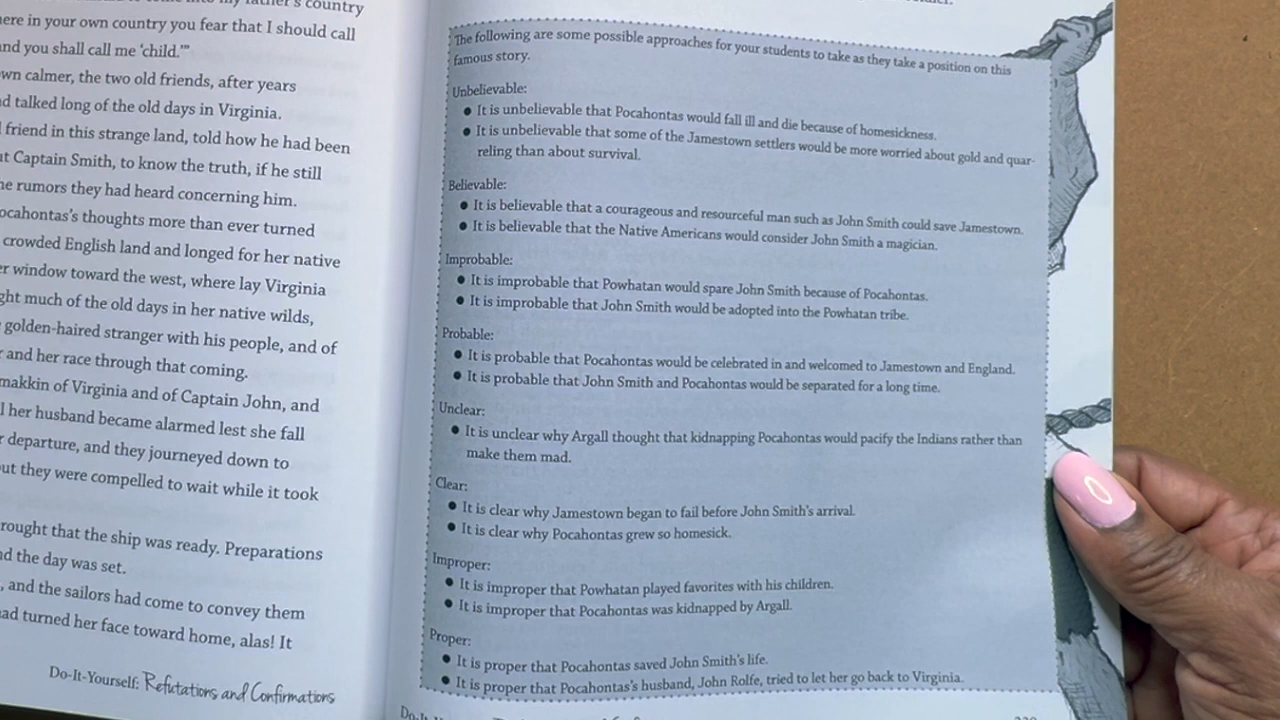 father's country
ere in your own country you fear that I should call
nd you shall call me 'child.'"
wn calmer, the two old friends, after years
d talked long of the old days in Virginia.
friend in this strange land, told how he had been
ut Captain Smith, to know the truth, if he still
he rumors they had heard concerning him.
ocahontas's thoughts more than ever turned
crowded English land and longed for her native
er window toward the west, where lay Virginia
ght much of the old days in her native wilds,
golden-haired stranger with his people, and of
and her race through that coming.
makkin of Virginia and of Captain John, and
l her husband became alarmed lest she fall
r departure, and they journeyed down to
out they were compelled to wait while it took
rought that the ship was ready. Preparations
nd the day was set.
, and the sailors had come to convey them
ad turned her face toward home, alas! It
Do-It-Yourself: Refutations and Confirmations
The following are some possible approaches for your students to take as they take a position on this
famous story.
Unbelievable:
● It is unbelievable that Pocahontas would fall ill and die because of homesickness.
● It is unbelievable that some of the Jamestown settlers would be more worried about gold and quar-
reling than about survival.
Believable:
● It is believable that a courageous and resourceful man such as John Smith could save Jamestown.
● It is believable that the Native Americans would consider John Smith a magician.
Improbable:
● It is improbable that Powhatan would spare John Smith because of Pocahontas.
● It is improbable that John Smith would be adopted into the Powhatan tribe.
Probable:
● It is probable that Pocahontas would be celebrated in and welcomed to Jamestown and England.
● It is probable that John Smith and Pocahontas would be separated for a long time.
Unclear:
● It is unclear why Argall thought that kidnapping Pocahontas would pacify the Indians rather than
make them mad.
Clear:
● It is clear why Jamestown began to fail before John Smith's arrival.
● It is clear why Pocahontas grew so homesick.
Improper:
● It is improper that Powhatan played favorites with his children.
● It is improper that Pocahontas was kidnapped by Argall.
Proper:
● It is proper that Pocahontas saved John Smith's life.
● It is proper that Pocahontas's husband, John Rolfe, tried to let her go back to Virginia.